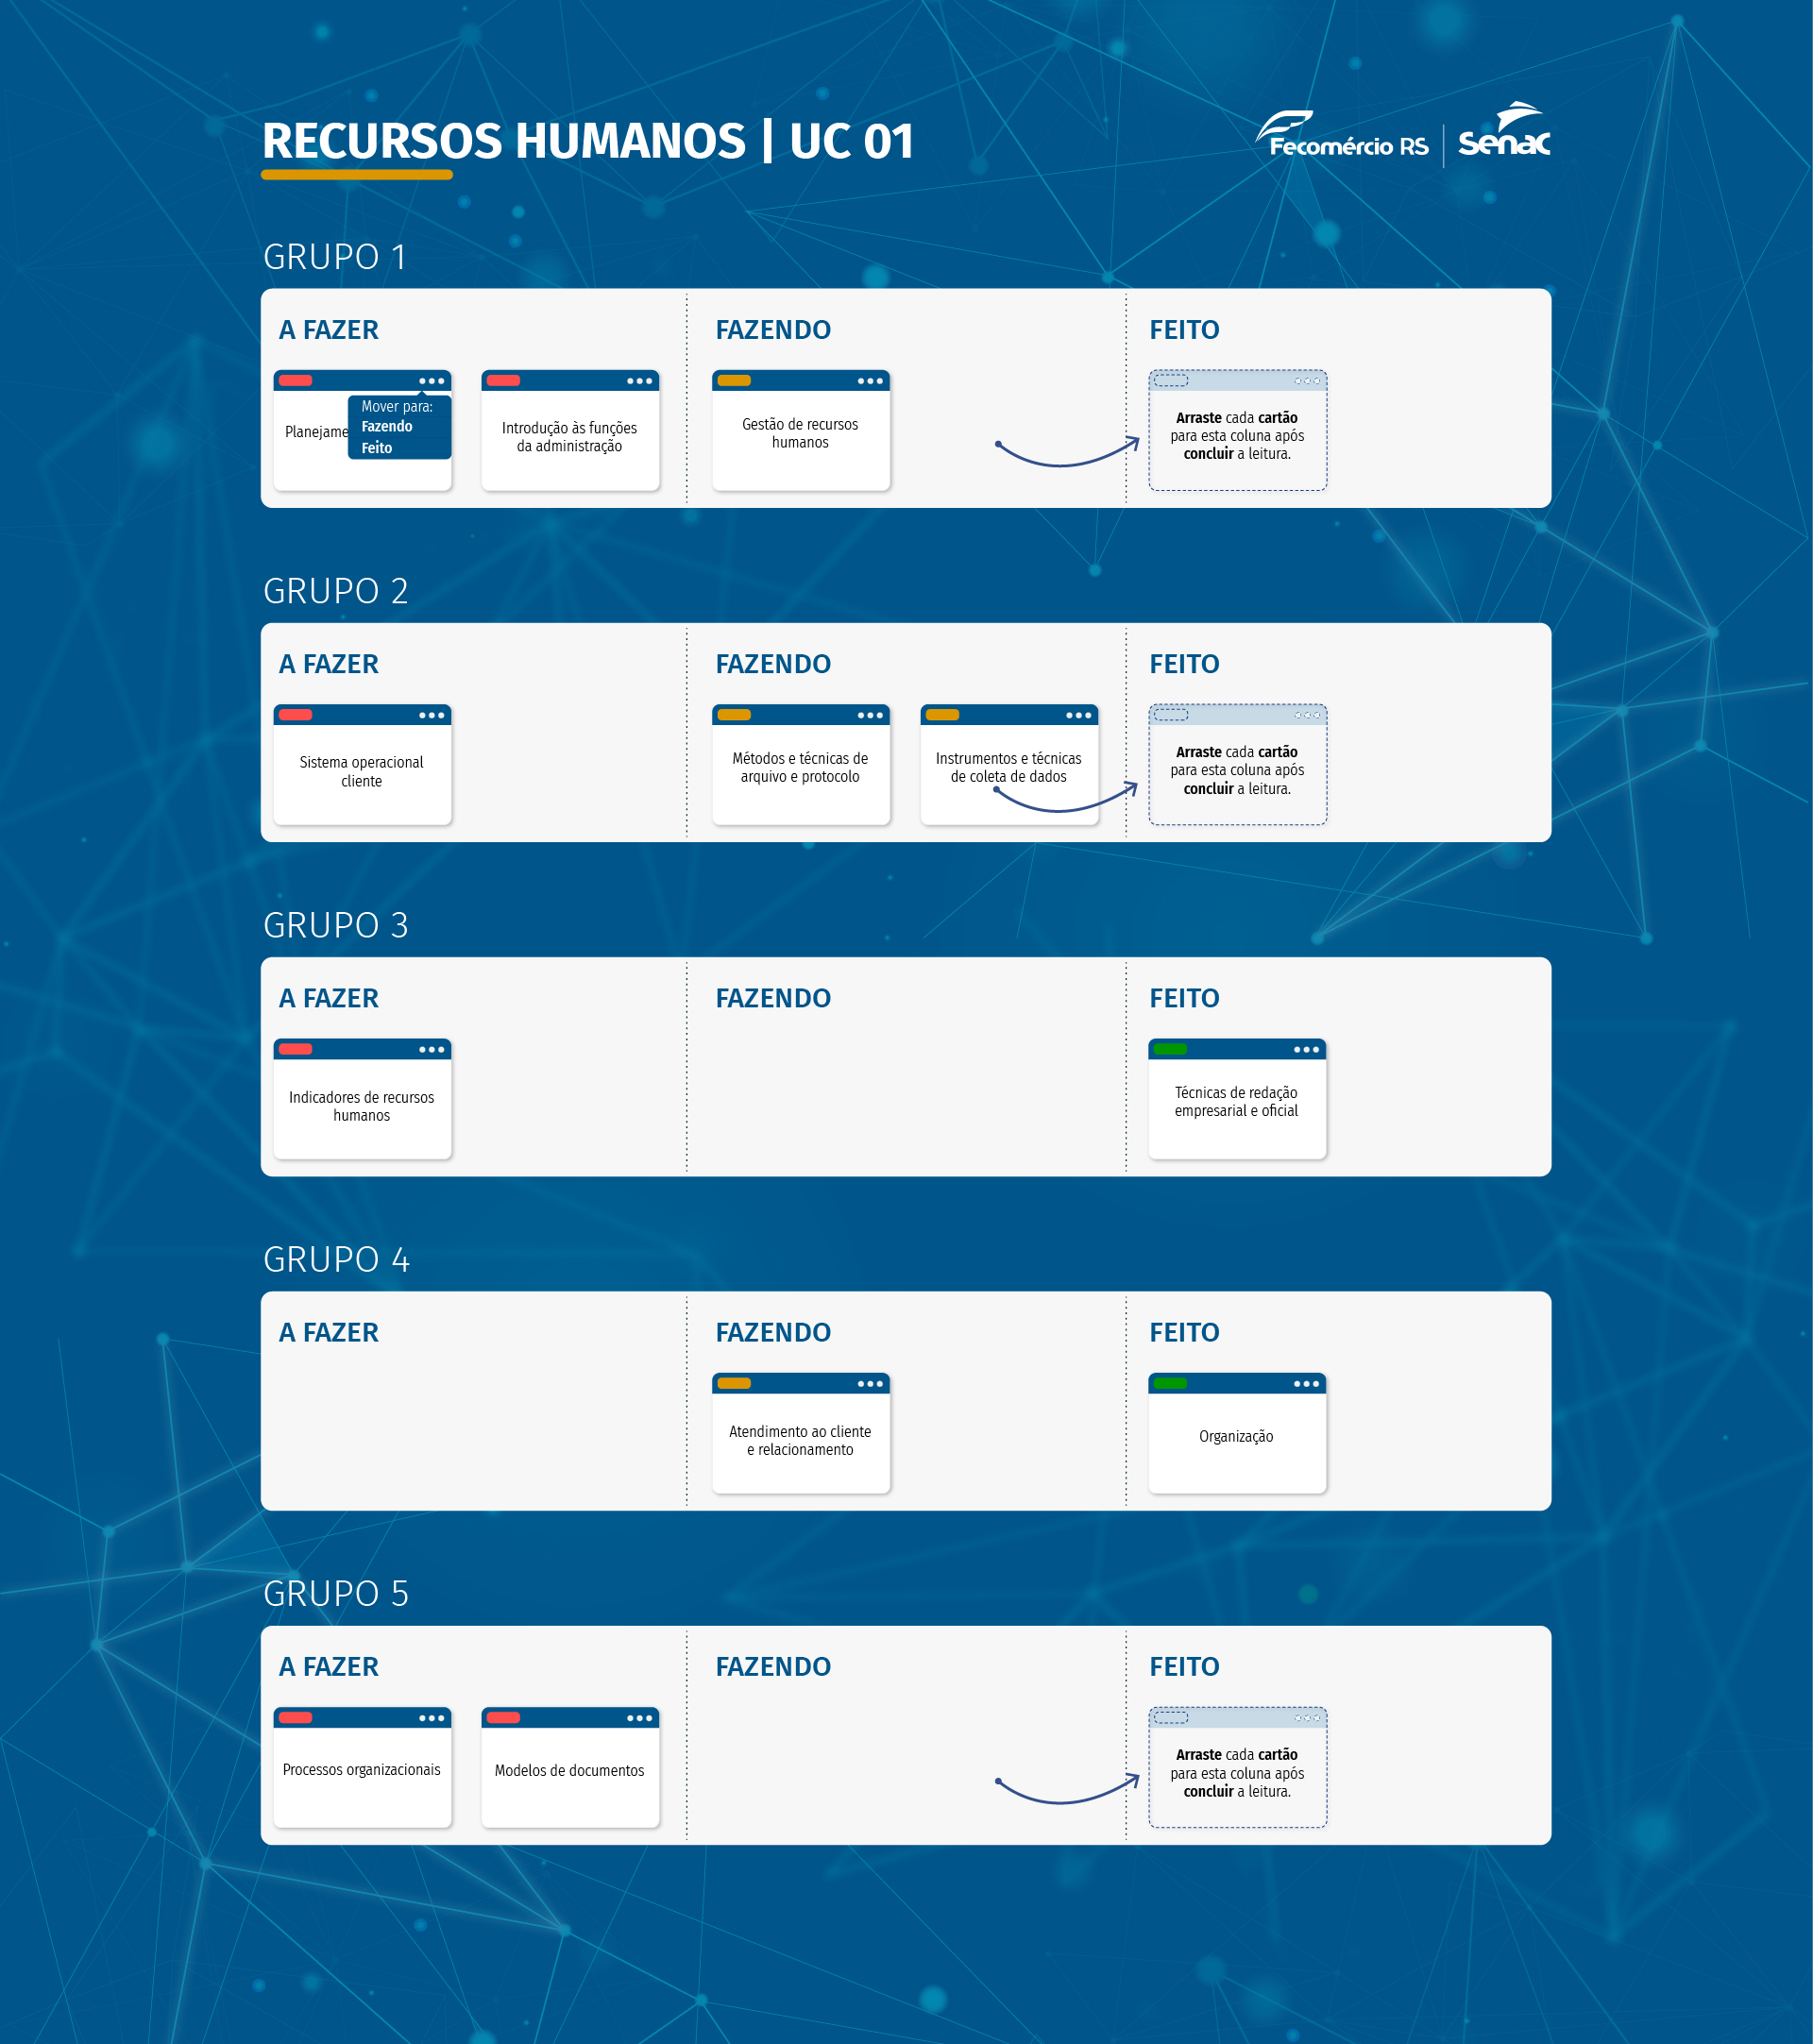 RECURSOS HUMANOS | UC 01
Fecomércio RS
Senac
GRUPO 1
A FAZER
FAZENDO
FEITO
Mover para:
Fazendo
Feito
Introdução às funções
da administração
Gestão de recursos
humanos
Arraste cada cartão
para esta coluna após
concluir a leitura.
GRUPO 2
A FAZER
FAZENDO
FEITO
Sistema operacional
cliente
Métodos e técnicas de
arquivo e protocolo
Instrumentos e técnicas
de coleta de dados
Arraste cada cartão
para esta coluna após
concluir a leitura.
GRUPO 3
A FAZER
FAZENDO
FEITO
Indicadores de recursos
humanos
Técnicas de redação
empresarial e oficial
GRUPO 4
A FAZER
FAZENDO
FEITO
Atendimento ao cliente
e relacionamento
Organização
GRUPO 5
A FAZER
FAZENDO
FEITO
Processos organizacionais
Modelos de documentos
Arraste cada cartão
para esta coluna após
concluir a leitura.